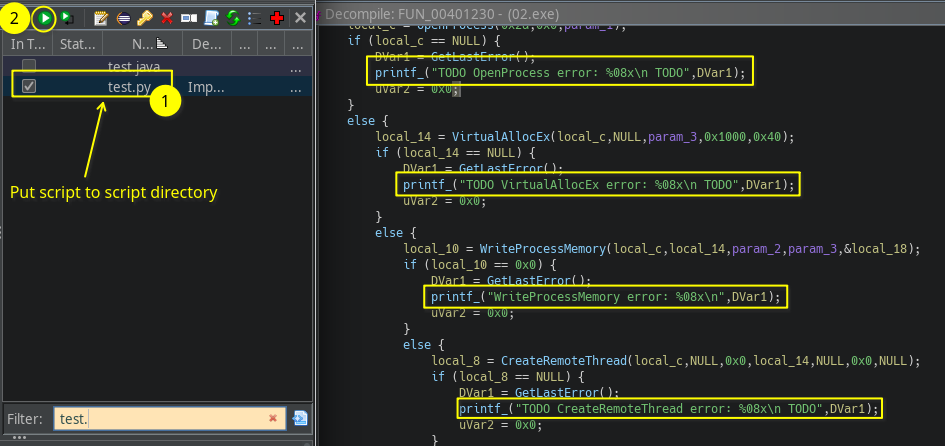 2
In T...
Stat...
N...
De...
...
...
...
test.java
...
test.py
Imp...
...
1
Put script to script directory
Filter:
test.
Decompile: FUN_00401230 - (02.exe)
local_c = OpenProcess(0x2a,0x0,param_1);
if (local_c == NULL) {
DVar1 = GetLastError();
printf_("TODO OpenProcess error: %08x\n TODO",DVar1);
uVar2 = 0x0;
}
else {
local_14 = VirtualAllocEx(local_c,NULL,param_3,0x1000,0x40);
if (local_14 == NULL) {
DVar1 = GetLastError();
printf_("TODO VirtualAllocEx error: %08x\n TODO",DVar1);
uVar2 = 0x0;
}
else {
local_10 = WriteProcessMemory(local_c,local_14,param_2,param_3,&local_18);
if (local_10 == 0x0) {
DVar1 = GetLastError();
printf_("WriteProcessMemory error: %08x\n",DVar1);
uVar2 = 0x0;
}
else {
local_8 = CreateRemoteThread(local_c,NULL,0x0,local_14,NULL,0x0,NULL);
if (local_8 == NULL) {
DVar1 = GetLastError();
printf_("TODO CreateRemoteThread error: %08x\n TODO",DVar1);
uVar2 = 0x0;
}